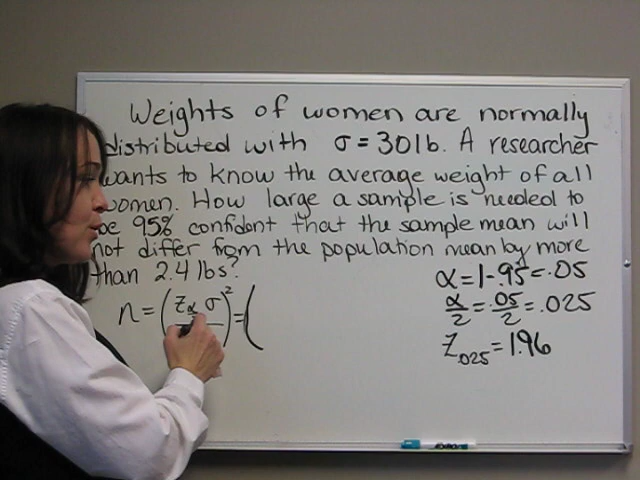 Weights of women are normally
distributed with σ = 30 lb. A researcher
wants to know the average weight of all
women. How large a sample is needed to
be 95% confident that the sample mean will
not differ from the population mean by more
than 2.4 lbs?
α = 1-.95 = .05
α/2 = .05/2 = .025
Z.025 = 1.96
n = (Zα σ)² = (